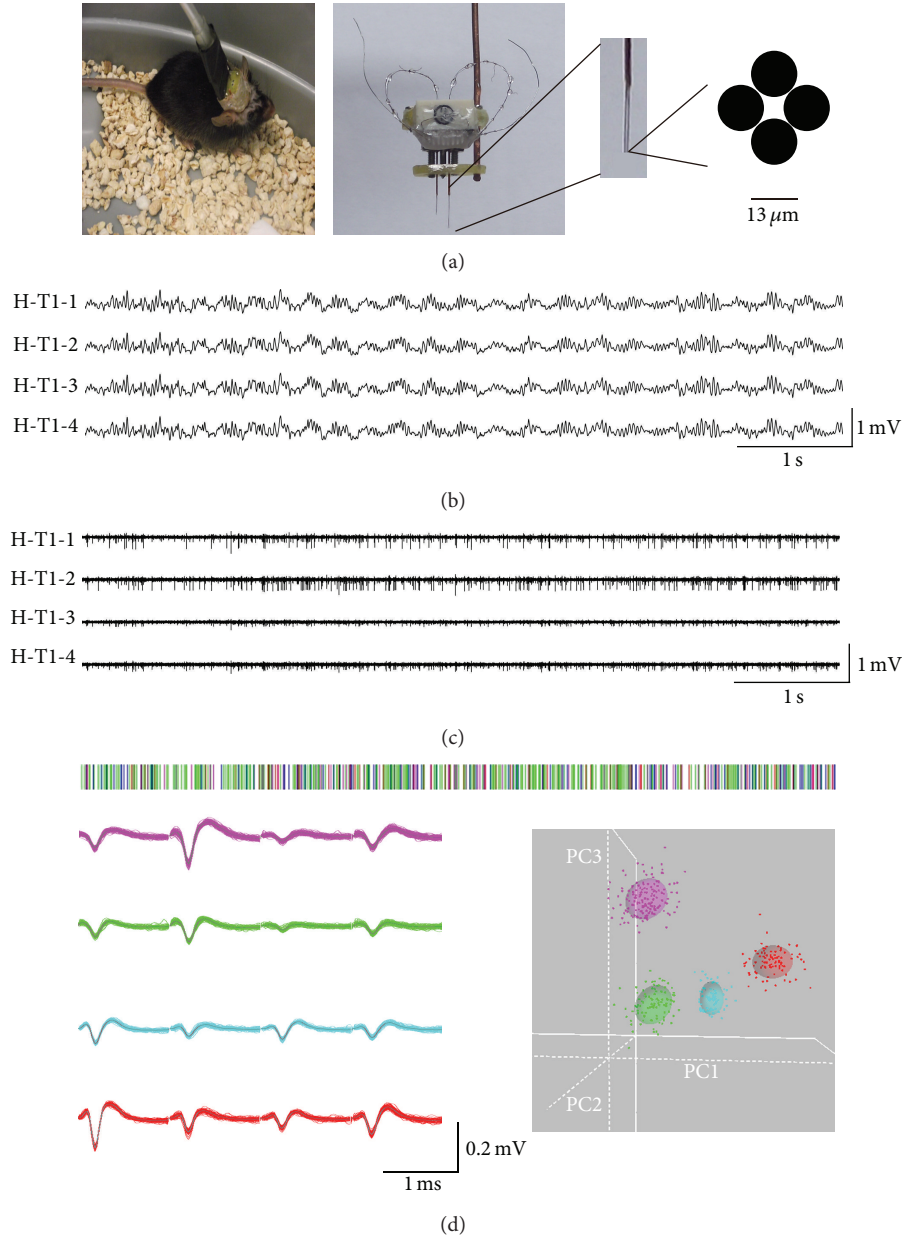 13 μm
(a)
H-T1-1
H-T1-2
H-T1-3
H-T1-4
1 mV
1 s
(b)
H-T1-1
H-T1-2
H-T1-3
H-T1-4
1 mV
1 s
(c)
PC3
PC1
PC2
0.2 mV
1 ms
(d)